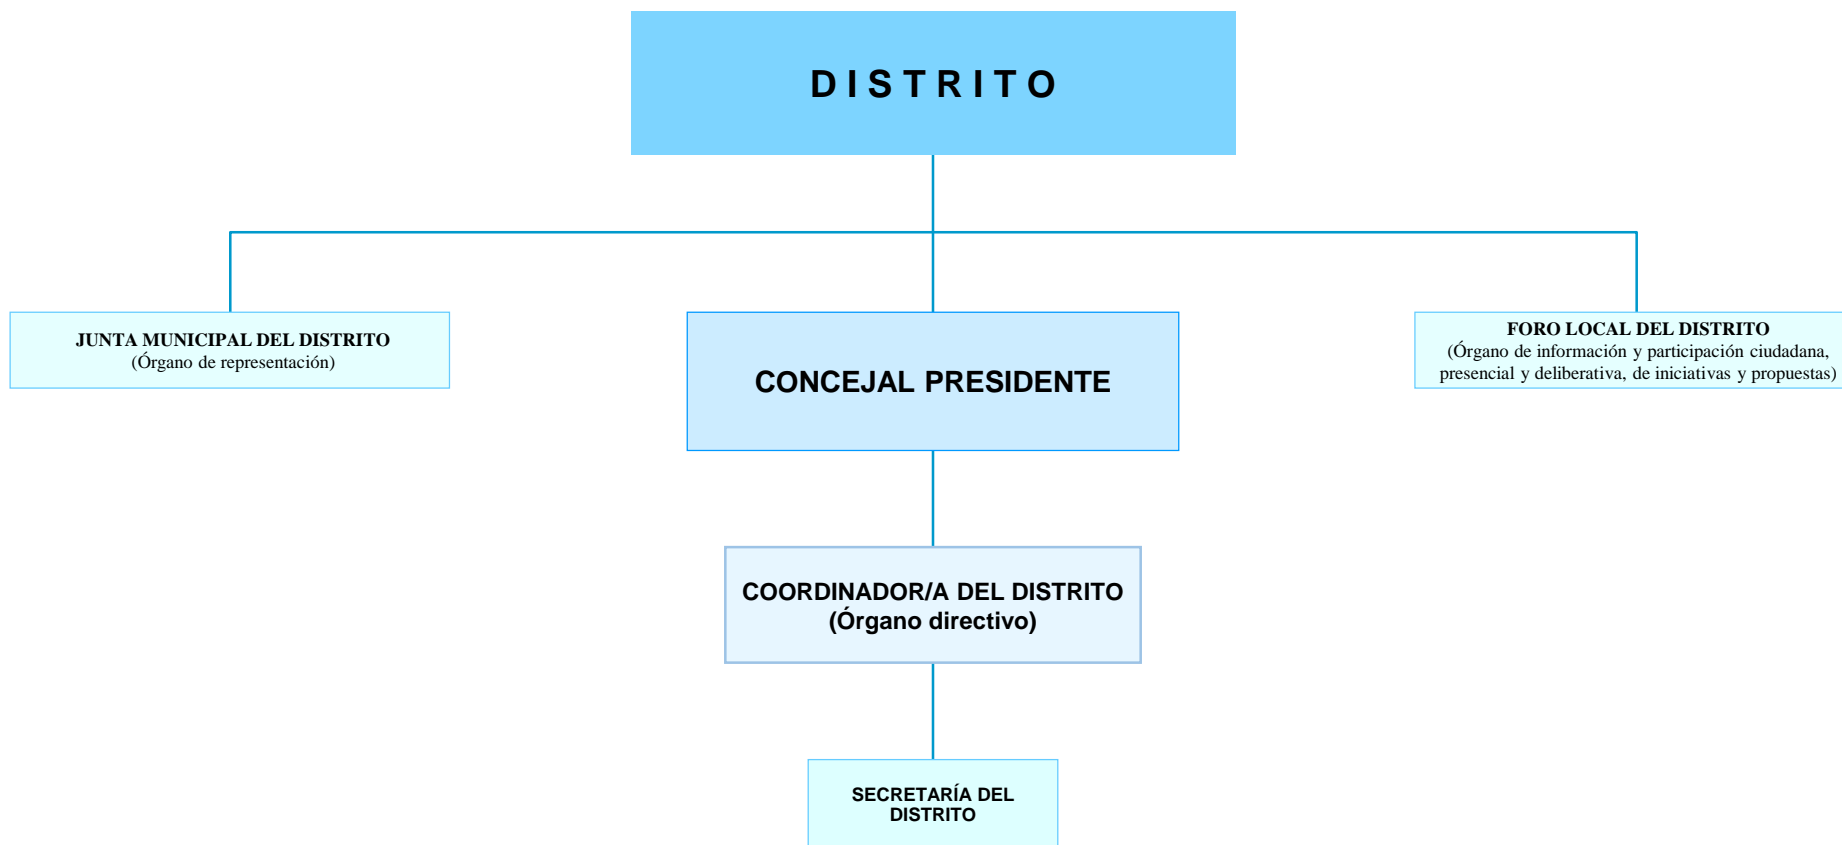 D I S T R I T O
JUNTA MUNICIPAL DEL DISTRITO
(Órgano de representación)
CONCEJAL PRESIDENTE
FORO LOCAL DEL DISTRITO
(Órgano de información y participación ciudadana,
presencial y deliberativa, de iniciativas y propuestas)
COORDINADOR/A DEL DISTRITO
(Órgano directivo)
SECRETARÍA DEL
DISTRITO